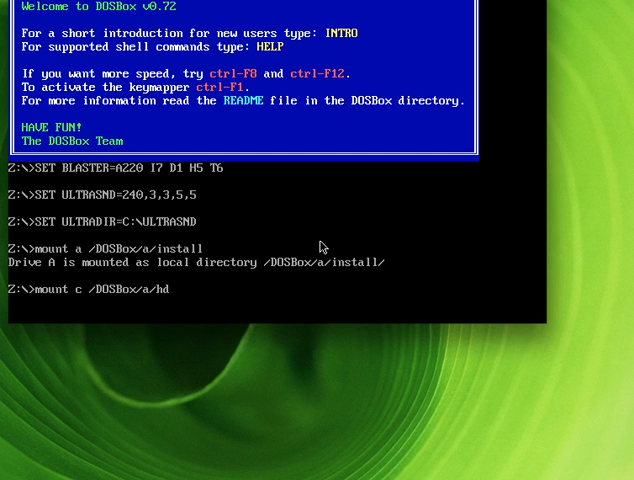 Welcome to DOSBox v0.72
For a short introduction for new users type: INTRO
For supported shell commands type: HELP
If you want more speed, try ctrl-F8 and ctrl-F12.
To activate the keymapper ctrl-F1.
For more information read the README file in the DOSBox directory.
HAVE FUN!
The DOSBox Team
Z:\>SET BLASTER=A220 I7 D1 H5 T6
Z:\>SET ULTRASND=240,3,3,5,5
Z:\>SET ULTRADIR=C:\ULTRASND
Z:\>mount a /DOSBox/a/install
Drive A is mounted as local directory /DOSBox/a/install/
Z:\>mount c /DOSBox/a/hd